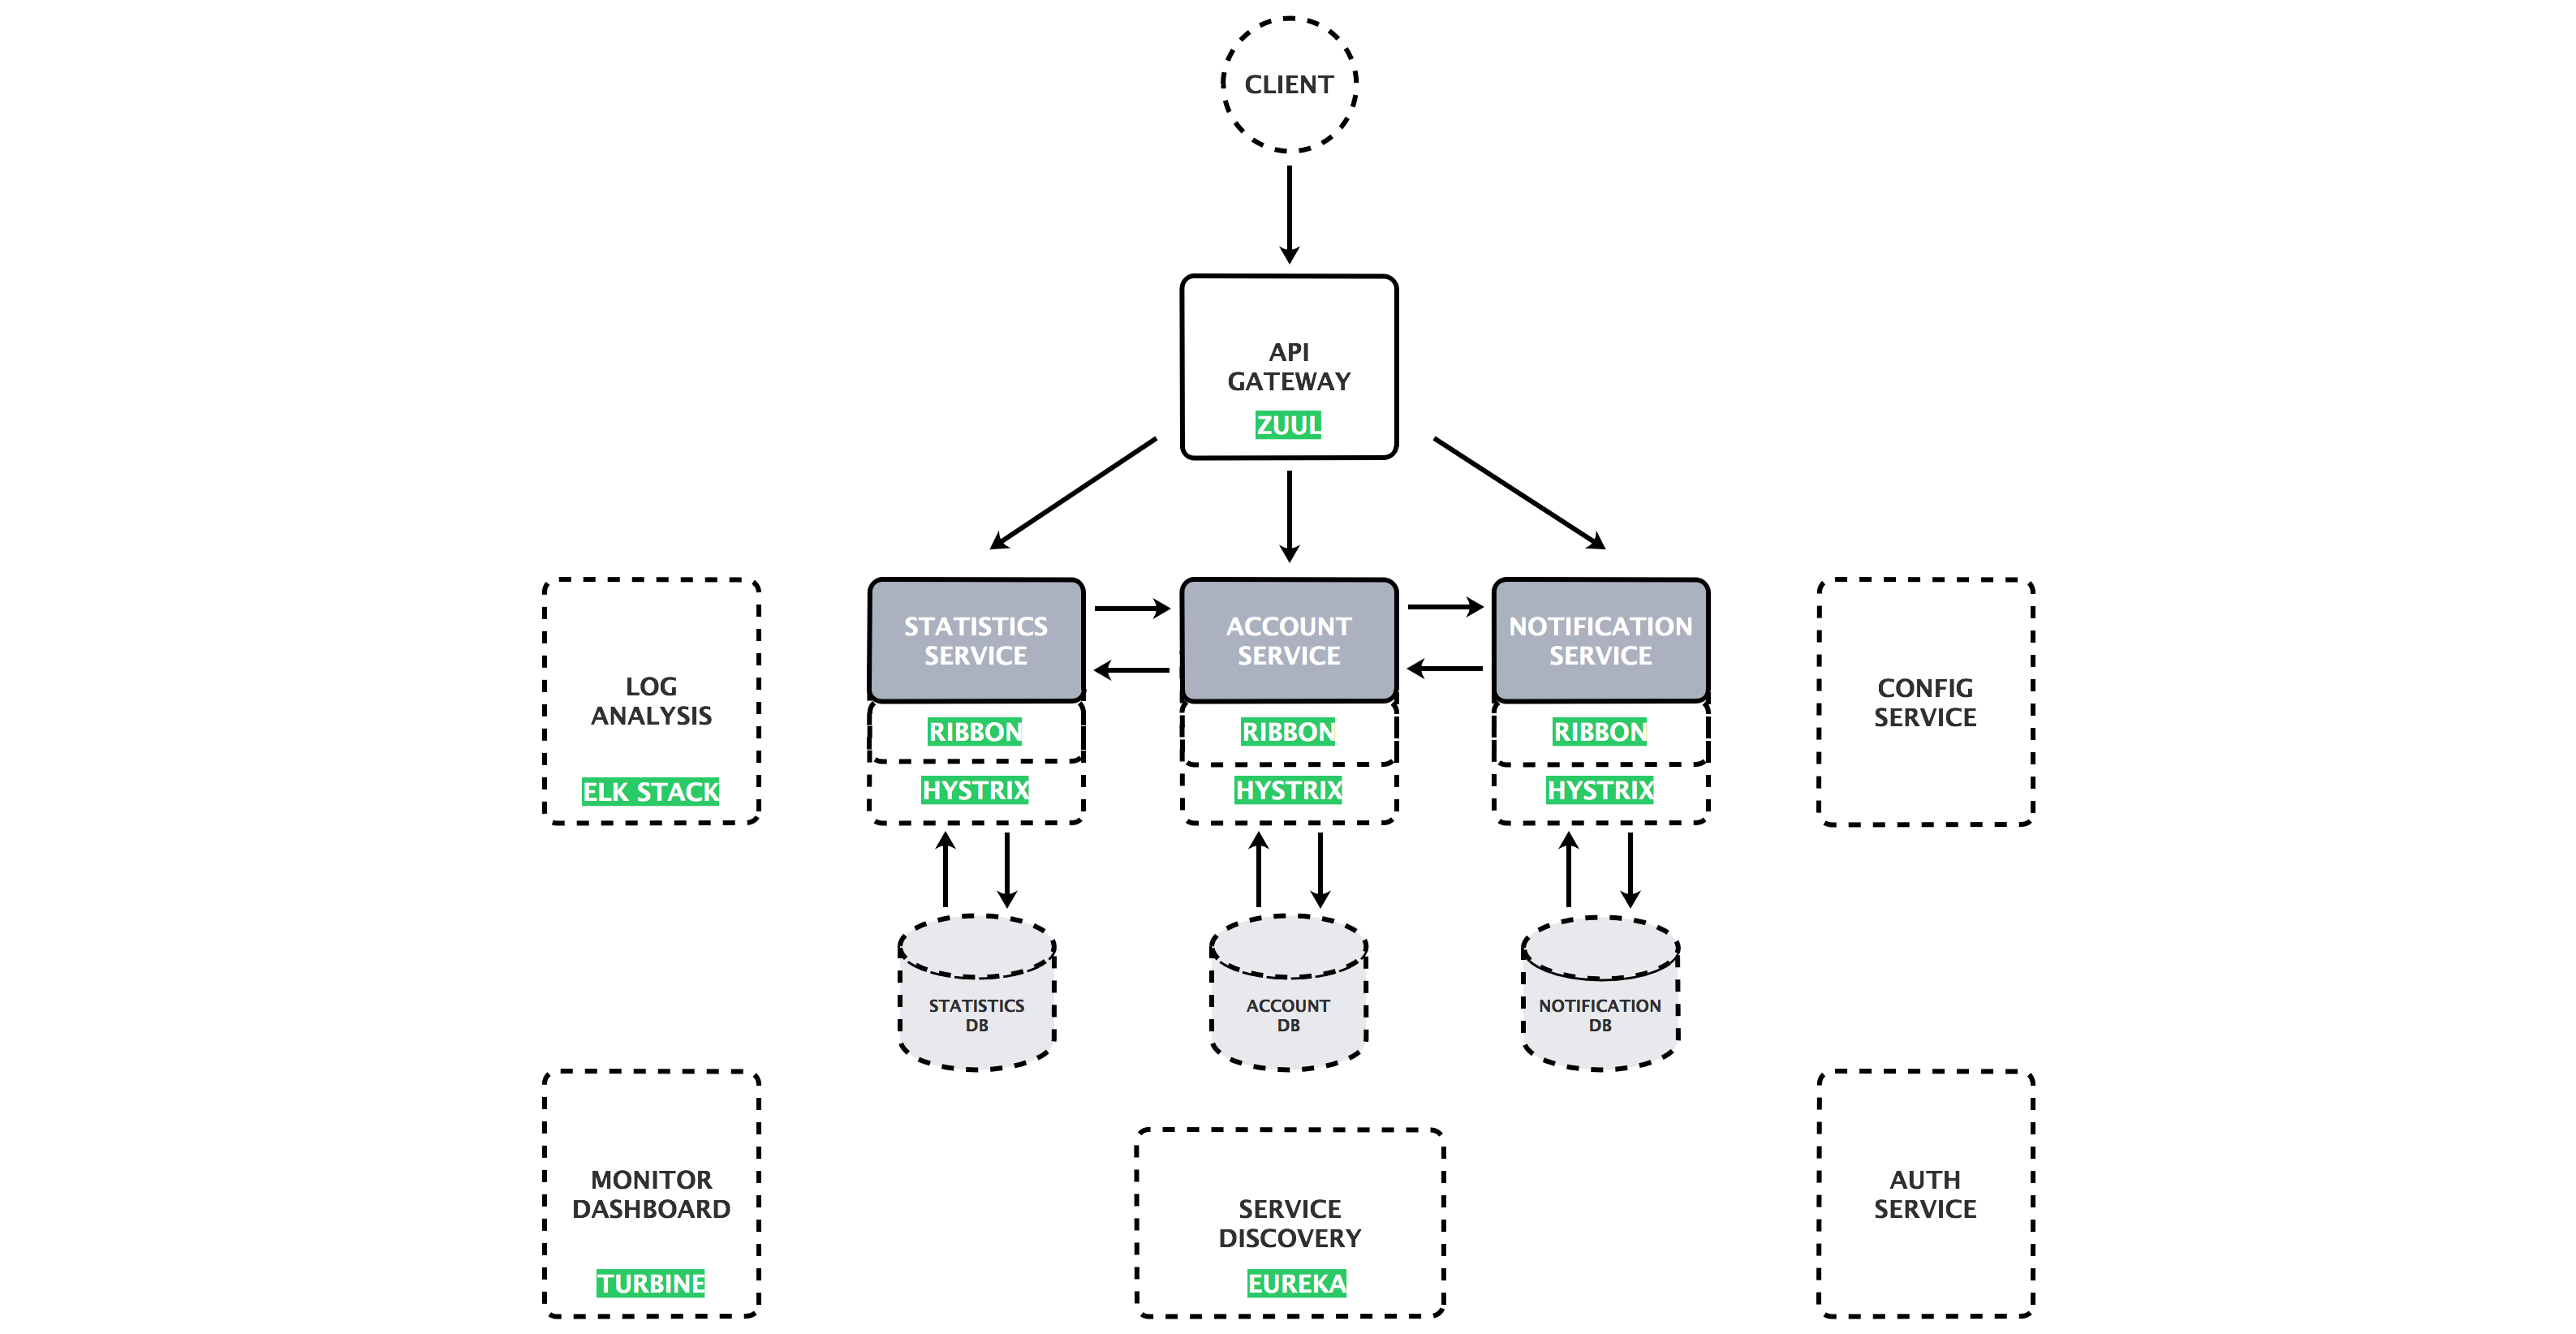 CLIENT
API
GATEWAY
ZUUL
STATISTICS
SERVICE
RIBBON
HYSTRIX
ACCOUNT
SERVICE
RIBBON
HYSTRIX
NOTIFICATION
SERVICE
RIBBON
HYSTRIX
LOG
ANALYSIS
ELK STACK
CONFIG
SERVICE
STATISTICS
DB
ACCOUNT
DB
NOTIFICATION
DB
MONITOR
DASHBOARD
TURBINE
SERVICE
DISCOVERY
EUREKA
AUTH
SERVICE